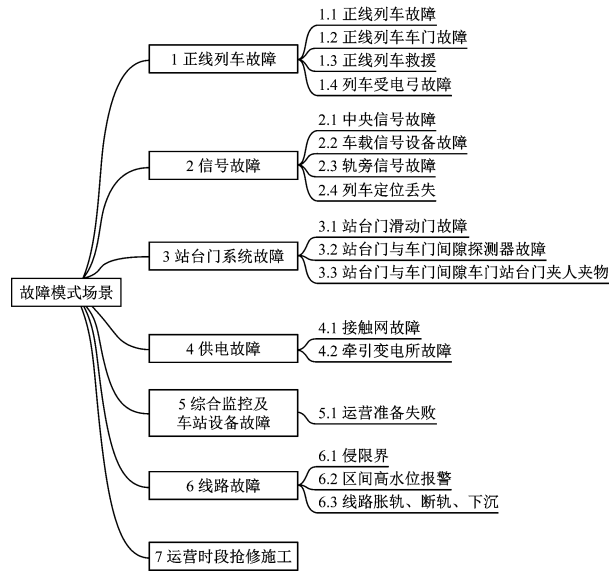 故障模式场景
1 正线列车故障
1.1 正线列车故障
1.2 正线列车车门故障
1.3 正线列车救援
1.4 列车受电弓故障
2 信号故障
2.1 中央信号故障
2.2 车载信号设备故障
2.3 轨旁信号故障
2.4 列车定位丢失
3 站台门系统故障
3.1 站台门滑动门故障
3.2 站台门与车门间隙探测器故障
3.3 站台门与车门间隙车门站台门夹人夹物
4 供电故障
4.1 接触网故障
4.2 牵引变电所故障
5 综合监控及
车站设备故障
5.1 运营准备失败
6 线路故障
6.1 侵限界
6.2 区间高水位报警
6.3 线路胀轨、断轨、下沉
7 运营时段抢修施工